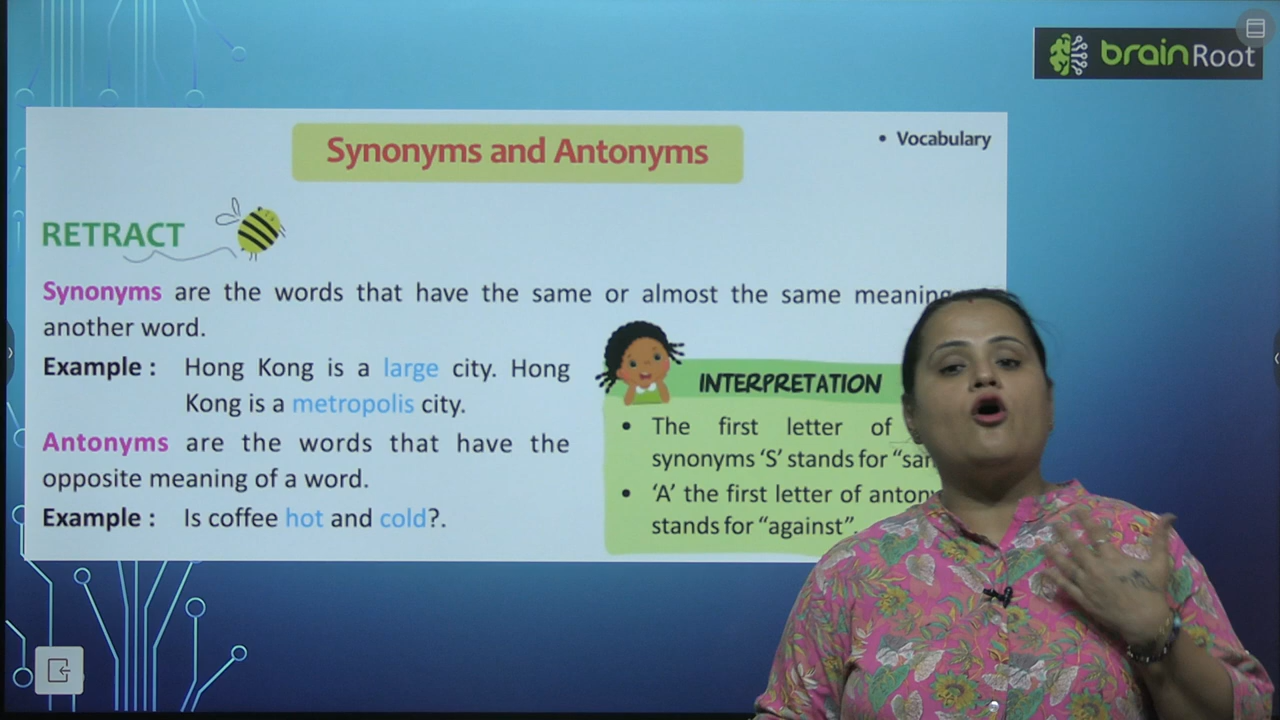 brainRoot
Synonyms and Antonyms
• Vocabulary
RETRACT
Synonyms are the words that have the same or almost the same meaning
another word.
Example : Hong Kong is a large city. Hong
Kong is a metropolis city.
Antonyms are the words that have the
opposite meaning of a word.
Example : Is coffee hot and cold?.
INTERPRETATION
• The first letter of
synonyms 'S' stands for
• 'A' the first letter of
stands for "against".